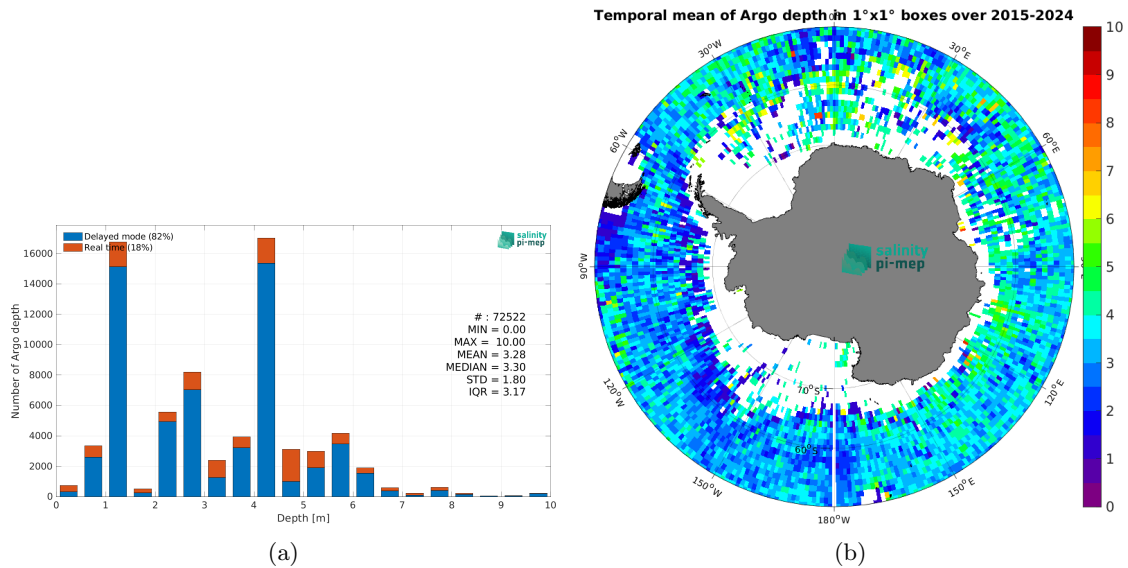 Delayed mode (82%)
Real time (18%)
salinity
pi-mep
16000
14000
12000
10000
8000
6000
4000
2000
0
Number of Argo depth
# : 72522
MIN = 0.00
MAX = 10.00
MEAN = 3.28
MEDIAN = 3.30
STD = 1.80
IQR = 3.17
0 1 2 3 4 5 6 7 8 9 10
Depth [m]
(a)
Temporal mean of Argo depth in 1°x1° boxes over 2015-2024
30°W
30°E
60°W
60°E
90°W
120°W
120°E
150°W
150°E
180°W
70°S
60°S
salinity
pi-mep
10
9
8
7
6
5
4
3
2
1
0
(b)